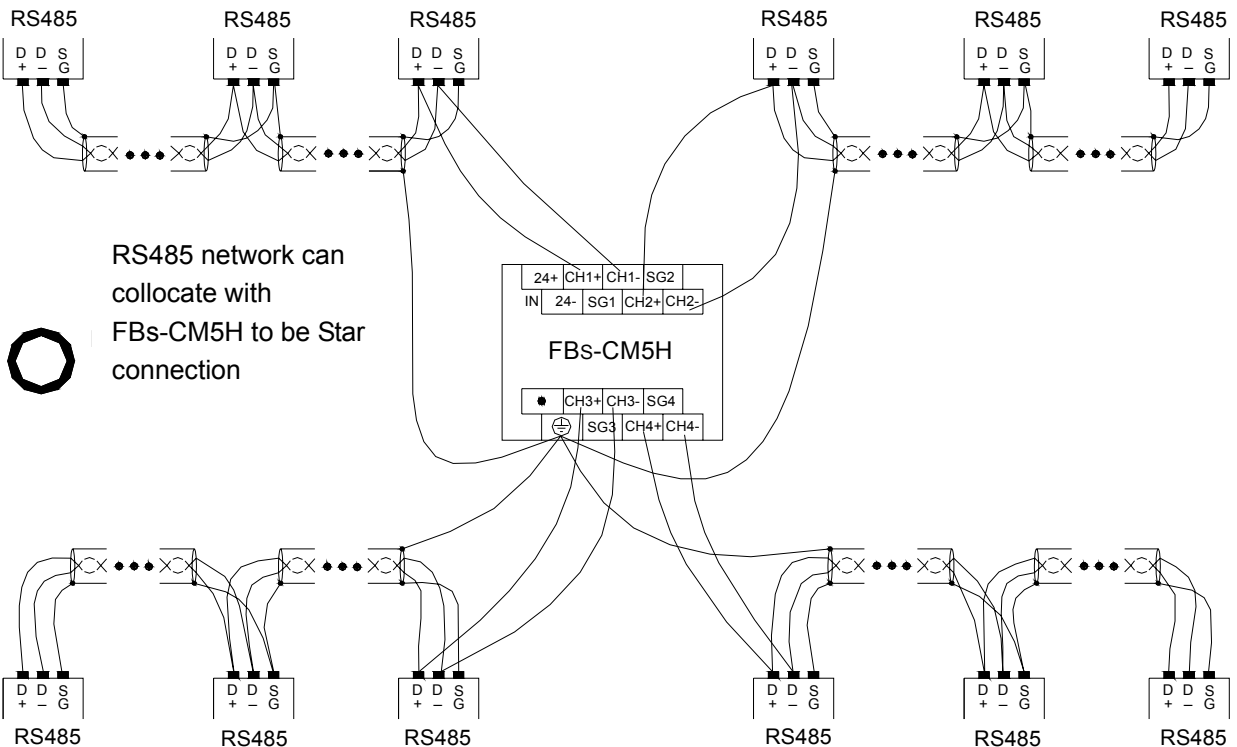 RS485 RS485 RS485 RS485 RS485 RS485
D D S D D S D D S D D S D D S D D S
+ – G + – G + – G + – G + – G + – G
RS485 network can
collocate with
FBs-CM5H to be Star
connection
24+ CH1+ CH1- SG2
IN 24- SG1 CH2+ CH2-
FBs-CM5H
CH3+ CH3- SG4
SG3 CH4+ CH4-
D D S D D S D D S D D S D D S D D S
+ – G + – G + – G + – G + – G + – G
RS485 RS485 RS485 RS485 RS485 RS485